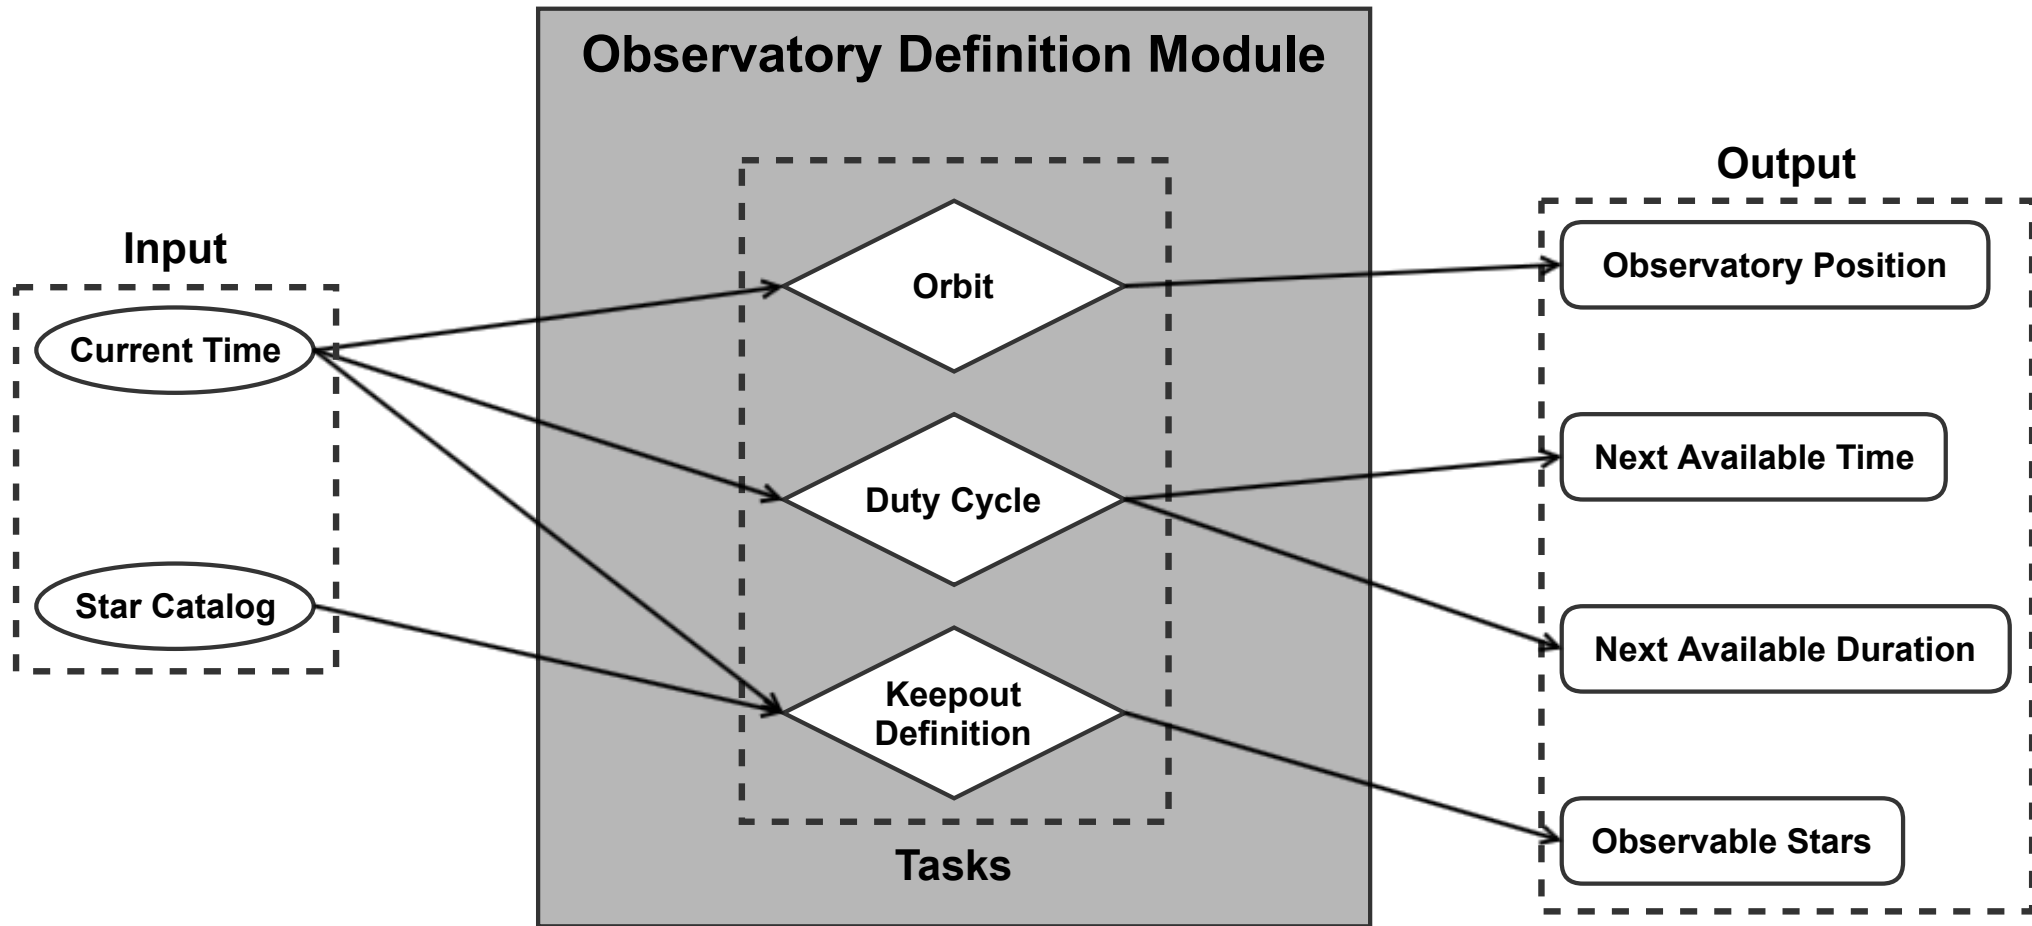 Observatory Definition Module
Input
Current Time
Star Catalog
Orbit
Duty Cycle
Keepout
Definition
Tasks
Output
Observatory Position
Next Available Time
Next Available Duration
Observable Stars